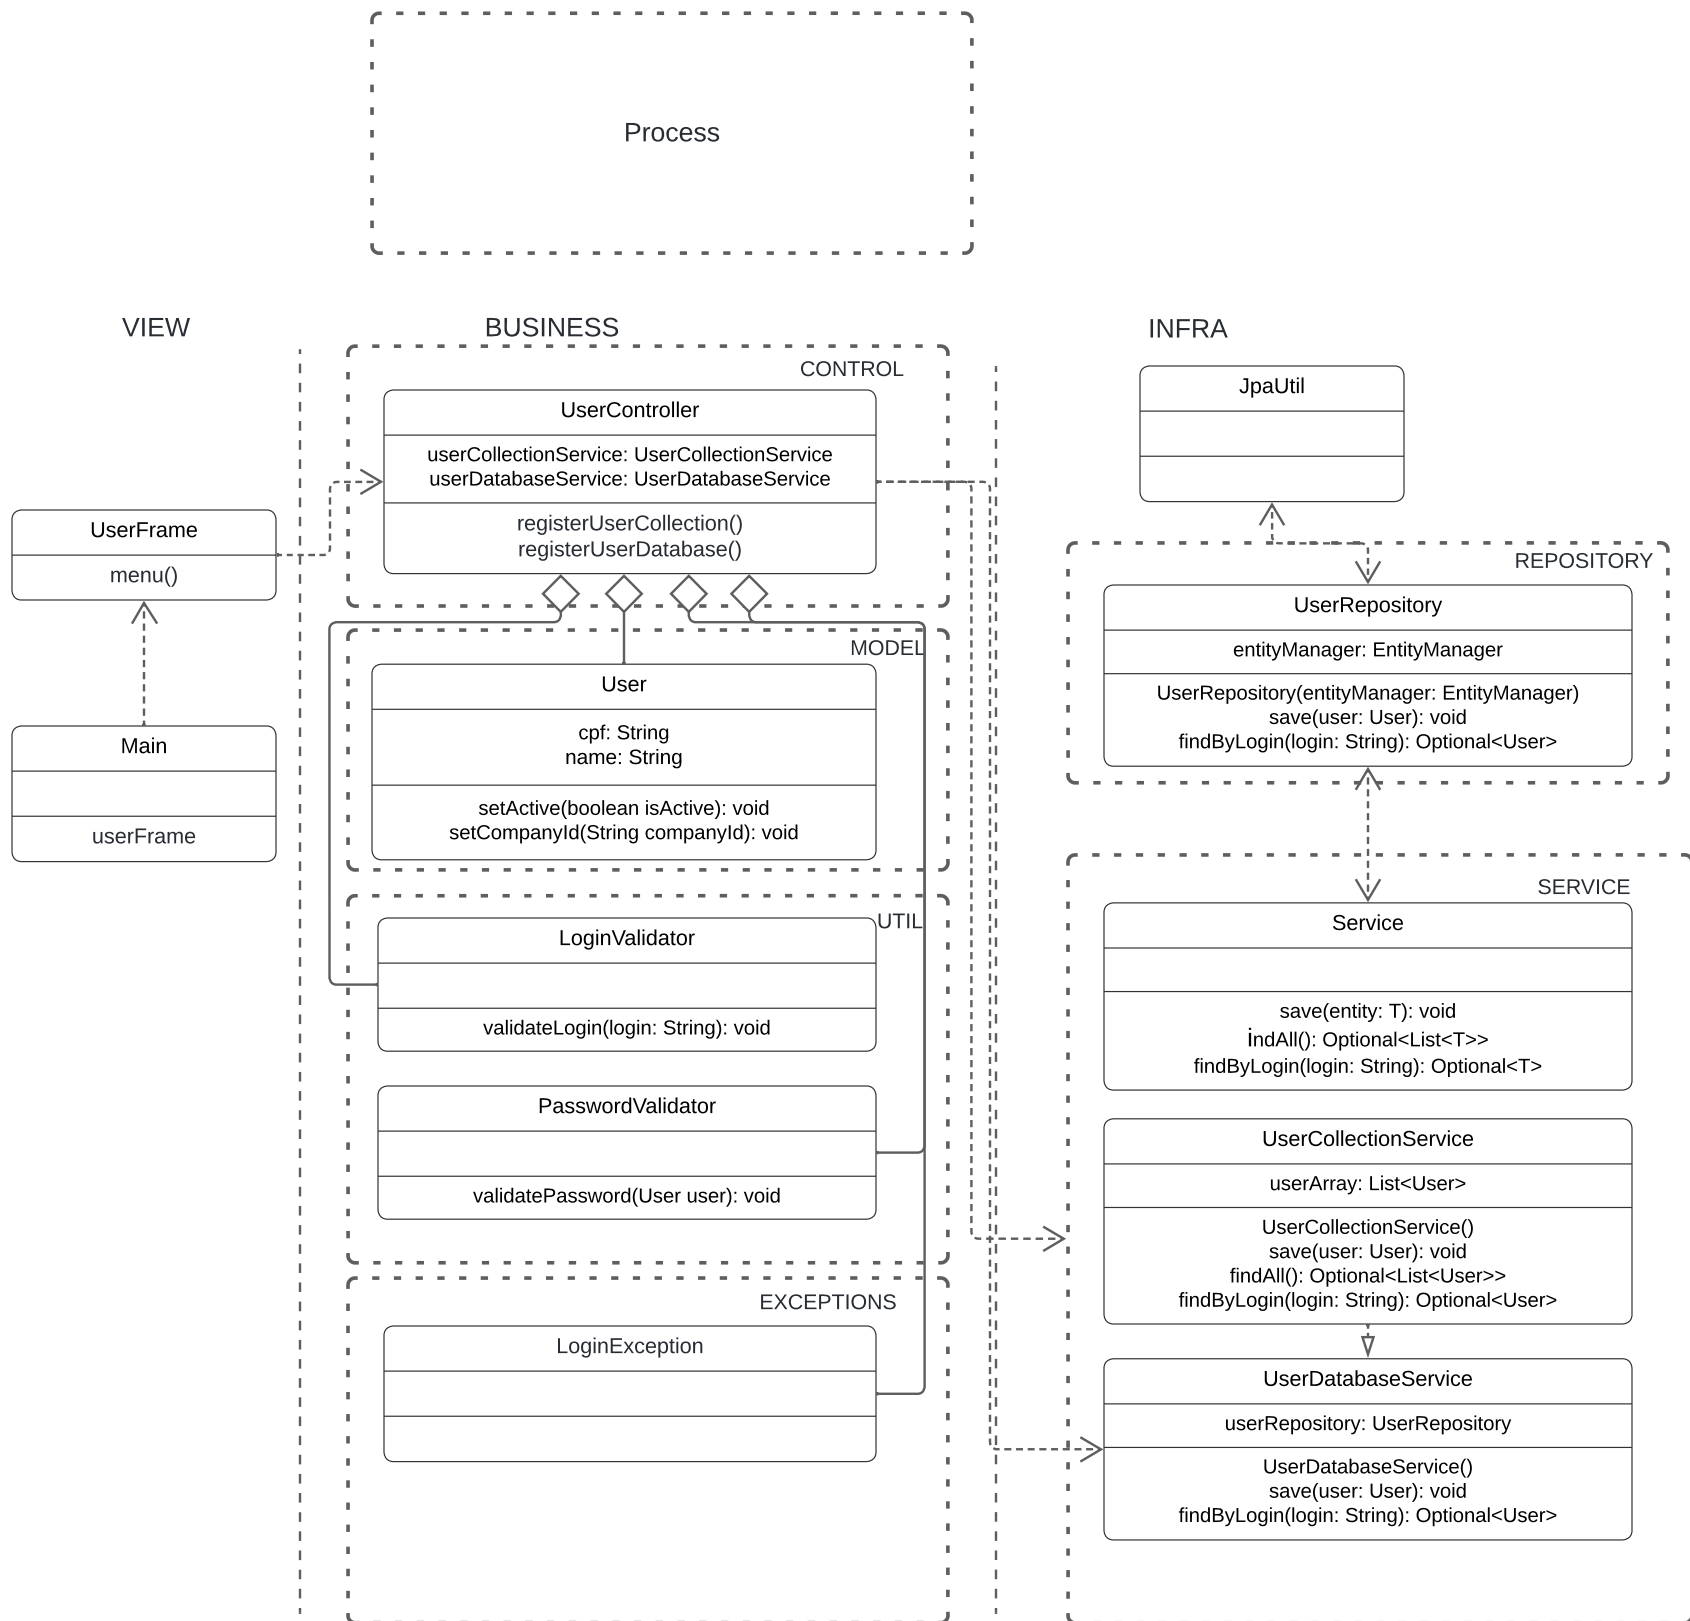 Process
VIEW
BUSINESS
INFRA
UserFrame
menu()
Main
userFrame
CONTROL
UserController
userCollectionService: UserCollectionService
userDatabaseService: UserDatabaseService
registerUserCollection()
registerUserDatabase()
MODEL
User
cpf: String
name: String
setActive(boolean isActive): void
setCompanyId(String companyId): void
UTIL
LoginValidator
validateLogin(login: String): void
PasswordValidator
validatePassword(User user): void
EXCEPTIONS
LoginException
JpaUtil
REPOSITORY
UserRepository
entityManager: EntityManager
UserRepository(entityManager: EntityManager)
save(user: User): void
findByLogin(login: String): Optional<User>
SERVICE
Service
save(entity: T): void
indAll(): Optional<List<T>>
findByLogin(login: String): Optional<T>
UserCollectionService
userArray: List<User>
UserCollectionService()
save(user: User): void
findAll(): Optional<List<User>>
findByLogin(login: String): Optional<User>
UserDatabaseService
userRepository: UserRepository
UserDatabaseService()
save(user: User): void
findByLogin(login: String): Optional<User>